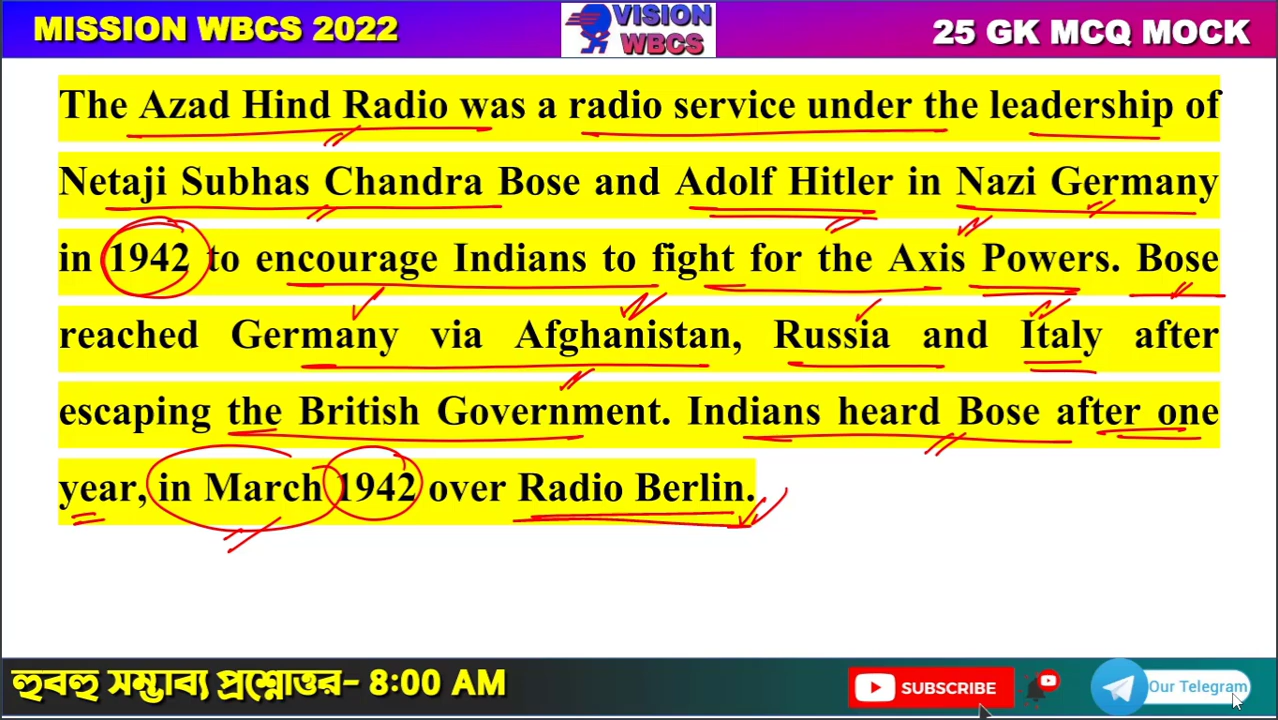 MISSION WBCS 2022
VISION
WBCS
25 GK MCQ MOCK
The Azad Hind Radio was a radio service under the leadership of
Netaji Subhas Chandra Bose and Adolf Hitler in Nazi Germany
in 1942 to encourage Indians to fight for the Axis Powers. Bose
reached Germany via Afghanistan, Russia and Italy after
escaping the British Government. Indians heard Bose after one
year, in March 1942 over Radio Berlin.
হুবহু সম্ভাব্য প্রশ্নোত্তর- 8:00 AM
SUBSCRIBE
Our Telegram